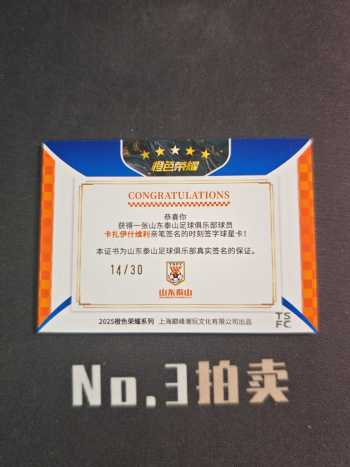 橙色荣耀
CONGRATULATIONS
恭喜你
获得一张山东泰山足球俱乐部球员
卡扎伊什维利亲笔签名的时刻签字球星卡！
本证书为山东泰山足球俱乐部真实签名的保证。
14/30
山东泰山
2025橙色荣耀系列 上海巅峰潮玩文化有限公司出品
TS
FC
No.3拍卖